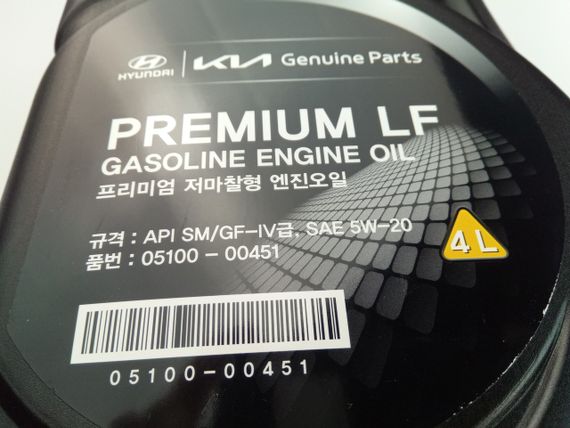 HYUNDAI | KIA Genuine Parts
PREMIUM LF
GASOLINE ENGINE OIL
프리미엄 저마찰형 엔진오일
규격 : API SM/GF-IV급, SAE 5W-20
품번 : 05100 - 00451
4 L
05100-00451